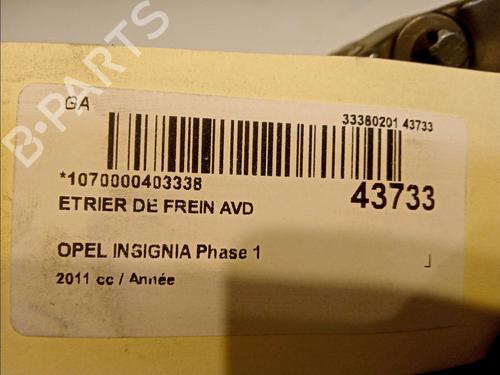 GA
33380201 43733
*1070000403338
43733
ETRIER DE FREIN AVD
OPEL INSIGNIA Phase 1
2011 cc / Année
B-PARTS